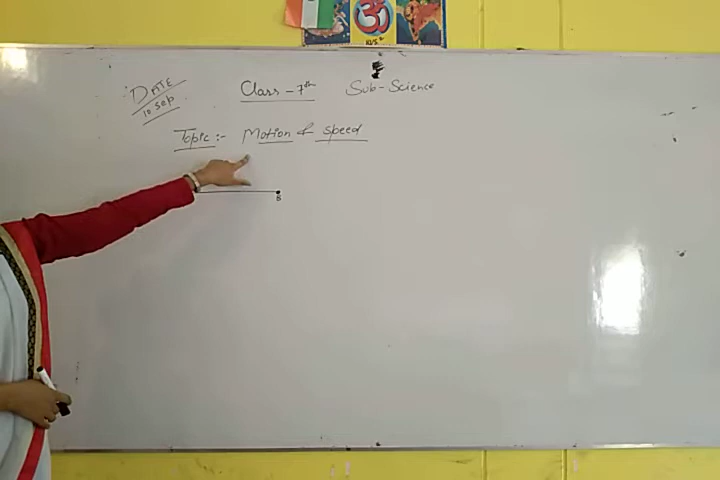 DATE
10 Sep
Class - 7th Sub - Science
Topic :- Motion & speed
B
ॐ